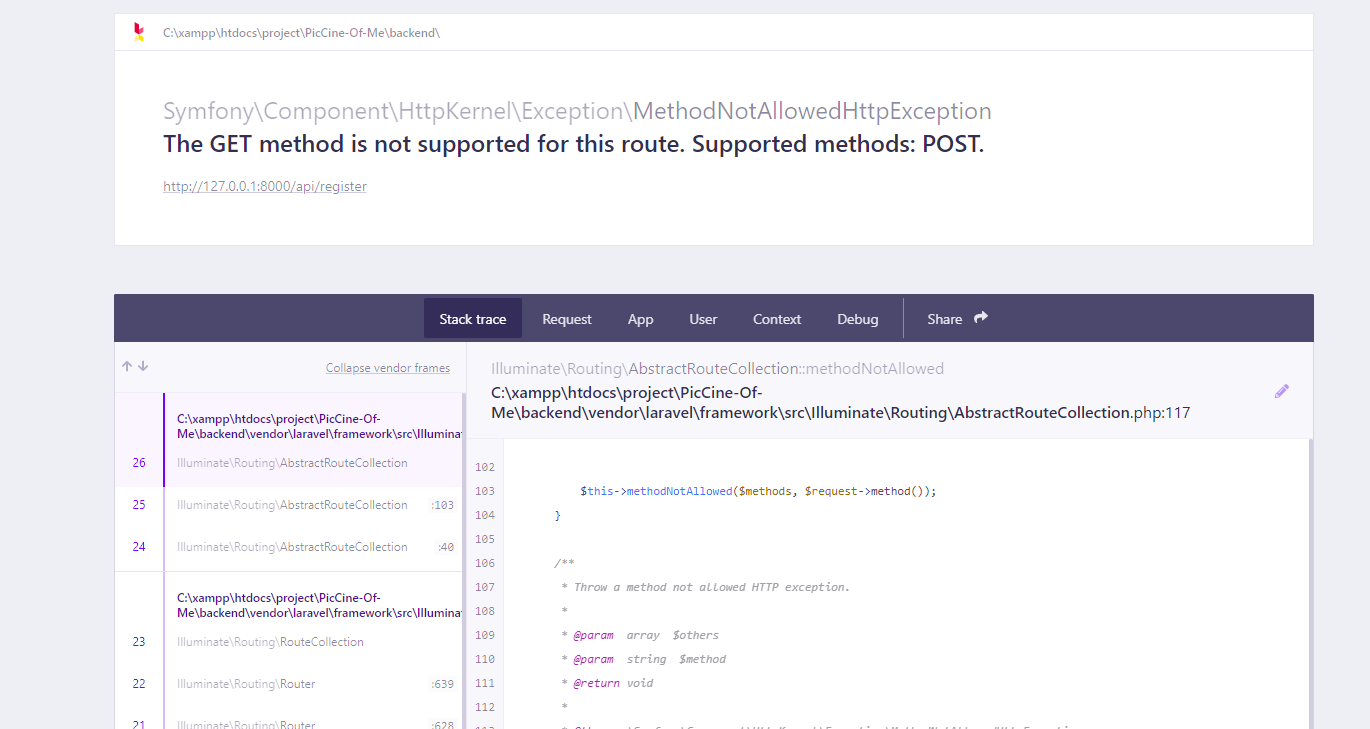 C:\xampp\htdocs\project\PicCine-Of-Me\backend\
Symfony\Component\HttpKernel\Exception\MethodNotAllowedHttpException
The GET method is not supported for this route. Supported methods: POST.
http://127.0.0.1:8000/api/register
Stack trace Request App User Context Debug Share
Collapse vendor frames
C:\xampp\htdocs\project\PicCine-Of-
Me\backend\vendor\laravel\framework\src\Illumina
26 Illuminate\Routing\AbstractRouteCollection
25 Illuminate\Routing\AbstractRouteCollection :103
24 Illuminate\Routing\AbstractRouteCollection :40
C:\xampp\htdocs\project\PicCine-Of-
Me\backend\vendor\laravel\framework\src\Illumina
23 Illuminate\Routing\RouteCollection
22 Illuminate\Routing\Router :639
21 Illuminate\Routing\Router :628
Illuminate\Routing\AbstractRouteCollection::methodNotAllowed
C:\xampp\htdocs\project\PicCine-Of-
Me\backend\vendor\laravel\framework\src\Illuminate\Routing\AbstractRouteCollection.php:117
102
103 $this->methodNotAllowed($methods, $request->method());
104 }
105
106 /**
107 * Throw a method not allowed HTTP exception.
108 *
109 * @param array $others
110 * @param string $method
111 * @return void
112 *